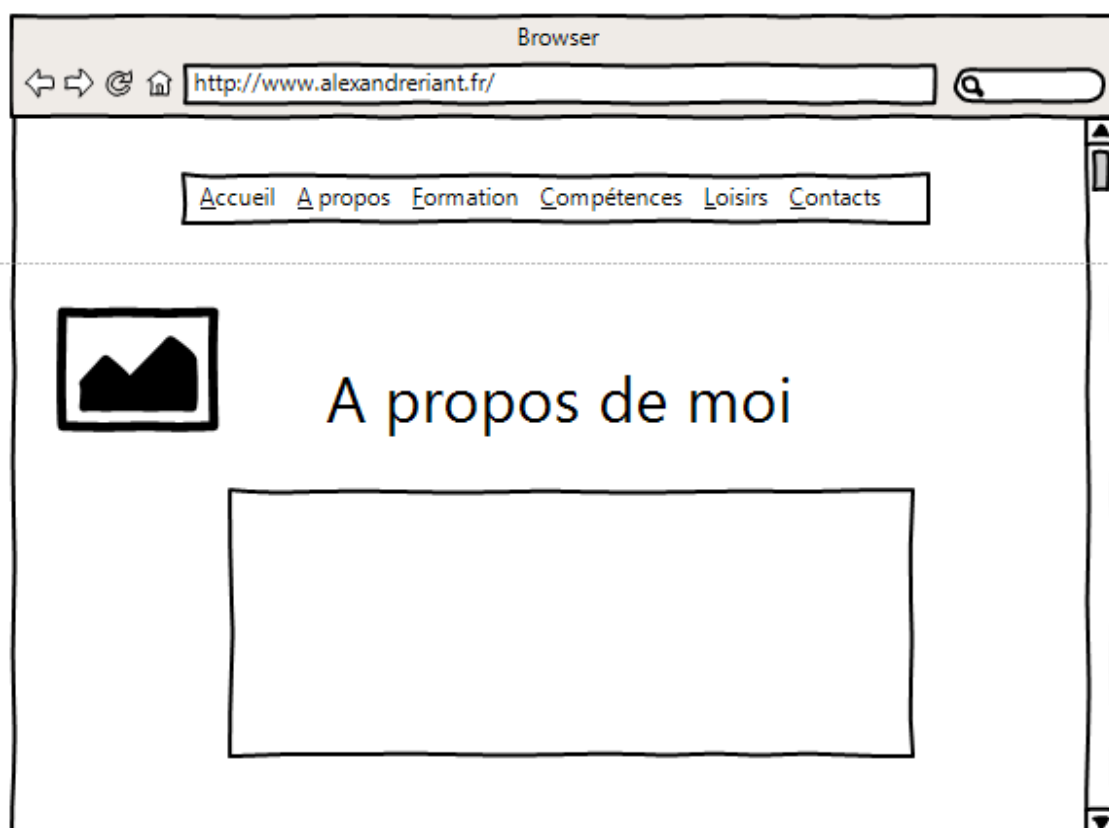 Browser
http://www.alexandreriant.fr/
Accueil A propos Formation Compétences Loisirs Contacts
A propos de moi